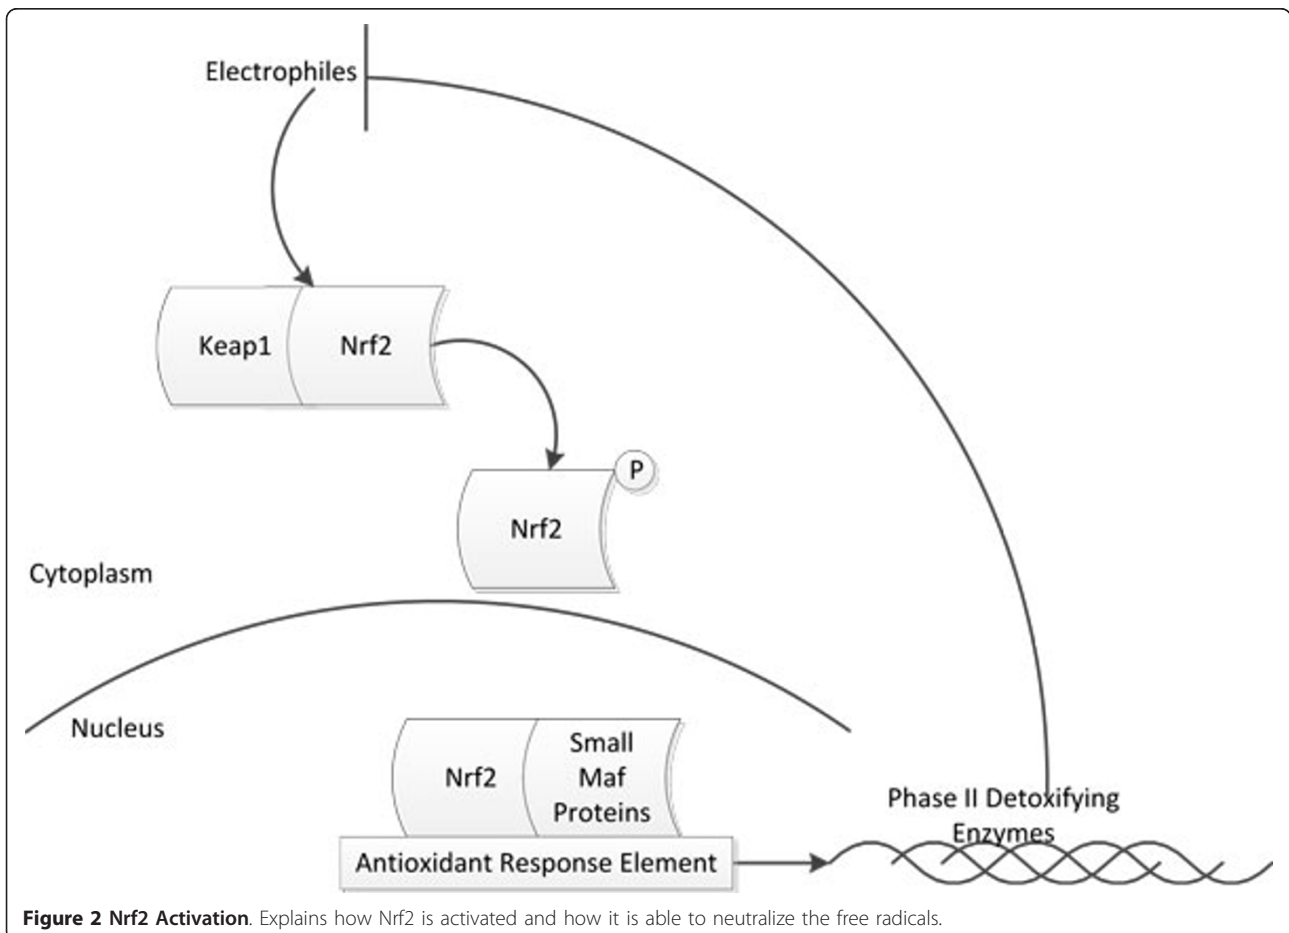 Electrophiles
Keap1
Nrf2
P
Nrf2
Cytoplasm
Nucleus
Nrf2
Small
Maf
Proteins
Phase II Detoxifying
Enzymes
Antioxidant Response Element
Figure 2 Nrf2 Activation. Explains how Nrf2 is activated and how it is able to neutralize the free radicals.